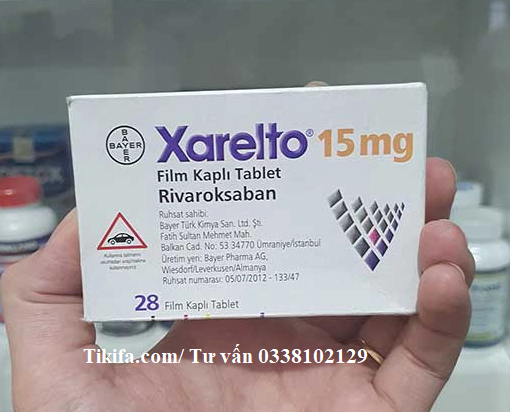 BAYER
BAYER
Xarelto® 15 mg
Film Kaplı Tablet
Rivaroksaban
Ruhsat sahibi:
Bayer Türk Kimya San. Ltd. Şti.
Fatih Sultan Mehmet Mah.
Balkan Cad. No: 53 34770 Ümraniye/İstanbul
Üretim yeri: Bayer Pharma AG,
Wiesdorf/Leverkusen/Almanya
Ruhsat numarası: 05/07/2012 - 133/47
28 Film Kaplı Tablet
Tikifa.com/ Tư vấn 0338102129